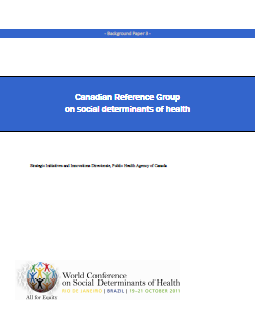 - Background Paper 8 -
Canadian Reference Group
on social determinants of health
Strategic Initiatives and Innovations Directorate, Public Health Agency of Canada
World Conference
on Social Determinants of Health
RIO DE JANEIRO | BRAZIL | 19-21 OCTOBER 2011
All for Equity